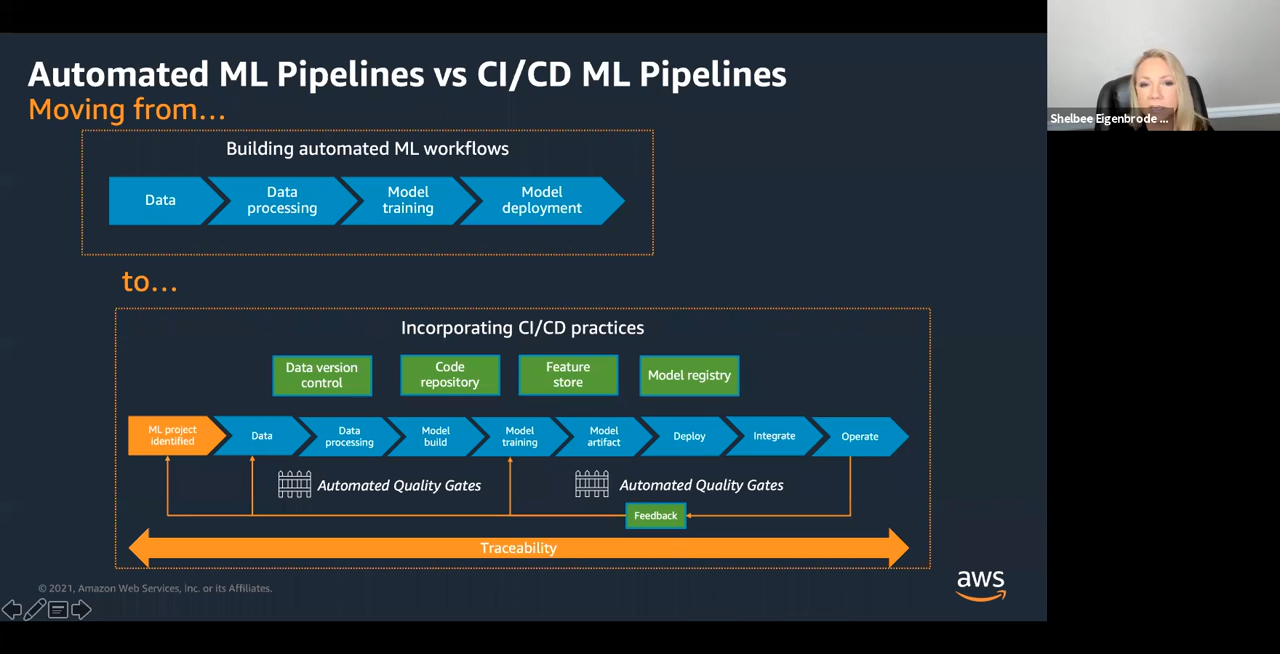 Automated ML Pipelines vs CI/CD ML Pipelines
Moving from...
Building automated ML workflows
Data
Data
processing
Model
training
Model
deployment
to...
Incorporating CI/CD practices
Data version
control
Code
repository
Feature
store
Model registry
ML project
identified
Data
Data
processing
Model
build
Model
training
Model
artifact
Deploy
Integrate
Operate
Automated Quality Gates
Automated Quality Gates
Feedback
Traceability
© 2021, Amazon Web Services, Inc. or its Affiliates.
aws
Shelbee Eigenbrode ...